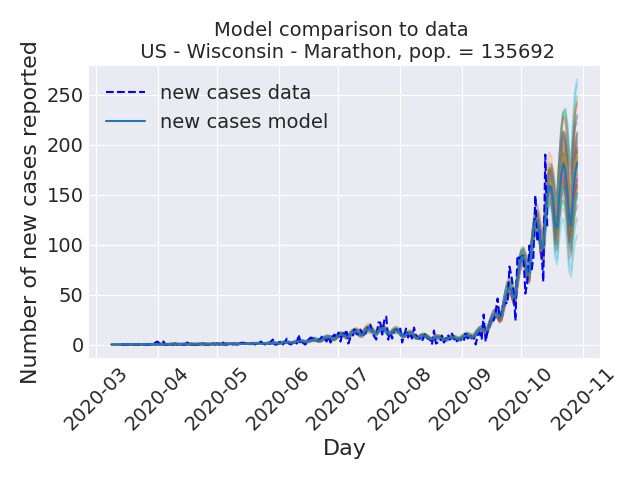 Model comparison to data
US - Wisconsin - Marathon, pop. = 135692
Number of new cases reported
250
200
150
100
50
0
new cases data
new cases model
2020-03
2020-04
2020-05
2020-06
2020-07
2020-08
2020-09
2020-10
2020-11
Day